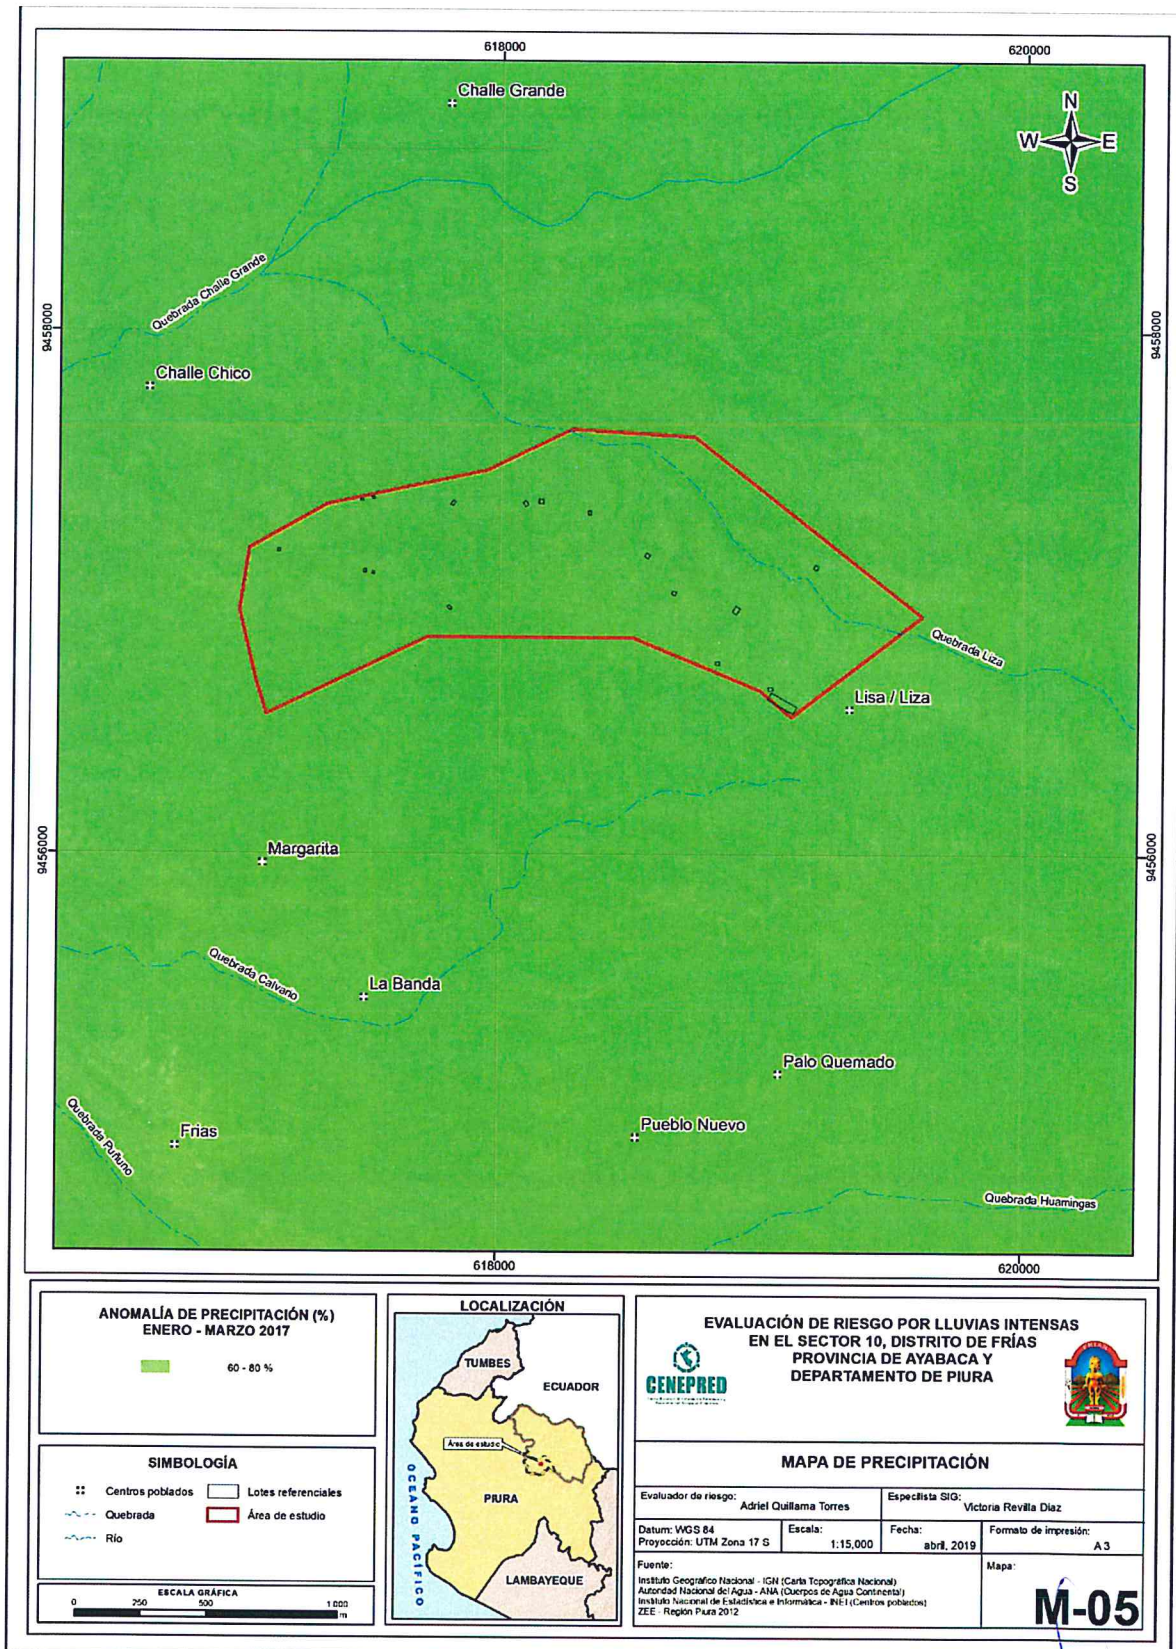 618000
620000
Challe Grande
N
W
E
S
Quebrada Challe Grande
9458000
9458000
Challe Chico
Quebrada Liza
Lisa / Liza
9456000
9456000
Margarita
Quebrada Calvario
La Banda
Palo Quemado
Quebrada Puñuno
Frias
Pueblo Nuevo
Quebrada Huamingas
618000
620000
ANOMALÍA DE PRECIPITACIÓN (%)
ENERO - MARZO 2017
60 - 80 %
SIMBOLOGÍA
Centros poblados
Lotes referenciales
Quebrada
Área de estudio
Río
ESCALA GRÁFICA
0 250 500 1 000
m
LOCALIZACIÓN
TUMBES
ECUADOR
Área de estudio
PIURA
OCEANO PACÍFICO
LAMBAYEQUE
EVALUACIÓN DE RIESGO POR LLUVIAS INTENSAS
EN EL SECTOR 10, DISTRITO DE FRÍAS
PROVINCIA DE AYABACA Y
DEPARTAMENTO DE PIURA
CENEPRED
FRIAS
MAPA DE PRECIPITACIÓN
Evaluador de riesgo:
Adriel Quillama Torres
Especilista SIG:
Victoria Revilla Diaz
Datum: WGS 84
Proyocción: UTM Zona 17 S
Escala:
1:15,000
Fecha:
abril, 2019
Formato de impresión:
A 3
Fuente:
Instituto Geográfico Nacional - IGN (Carta Topográfica Nacional)
Autoridad Nacional del Agua - ANA (Cuerpos de Agua Continental)
Instituto Nacional de Estadística e Informática - INEI (Centros poblados)
ZEE - Región Piura 2012
Mapa:
M-05